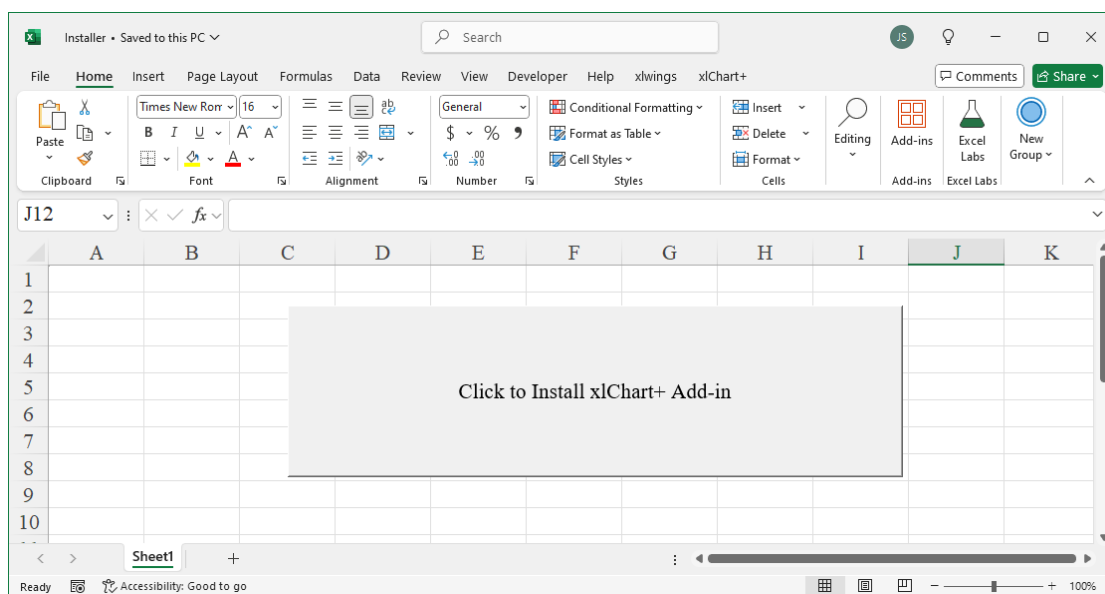 Installer • Saved to this PC
Search
JS
File Home Insert Page Layout Formulas Data Review View Developer Help xlwings xlChart+ Comments Share
Times New Ron 16 ab General Conditional Formatting Insert
Paste B I U A A $ % Format as Table Delete Editing Add-ins Excel Labs New Group
A Cell Styles Format
Clipboard Font Alignment Number Styles Cells Add-ins Excel Labs
J12 fx
A B C D E F G H I J K
1
2
3
4
5
Click to Install xlChart+ Add-in
6
7
8
9
10
Sheet1 +
Ready Accessibility: Good to go - + 100%